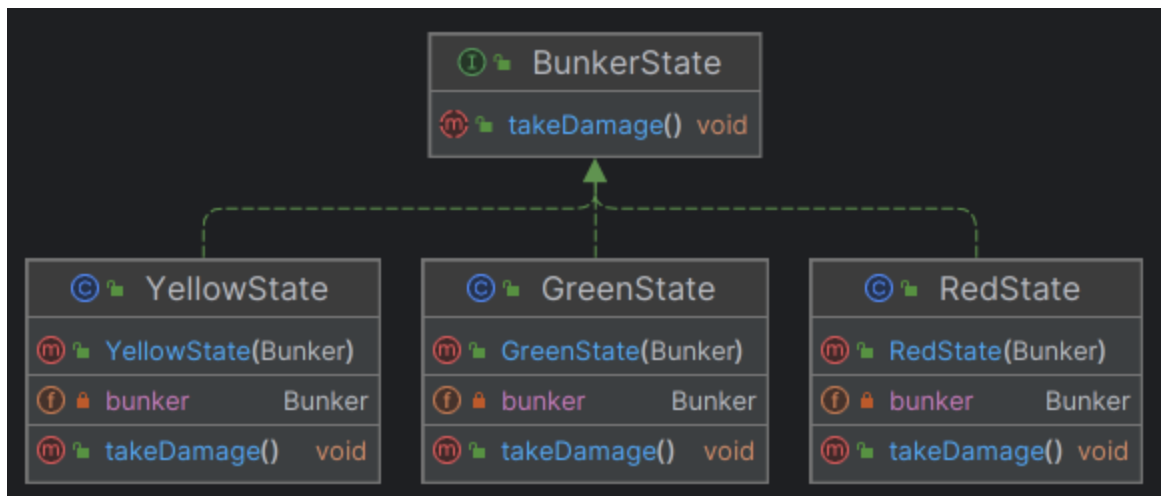 I BunkerState
m takeDamage() void
C YellowState
m YellowState(Bunker)
f bunker Bunker
m takeDamage() void
C GreenState
m GreenState(Bunker)
f bunker Bunker
m takeDamage() void
C RedState
m RedState(Bunker)
f bunker Bunker
m takeDamage() void